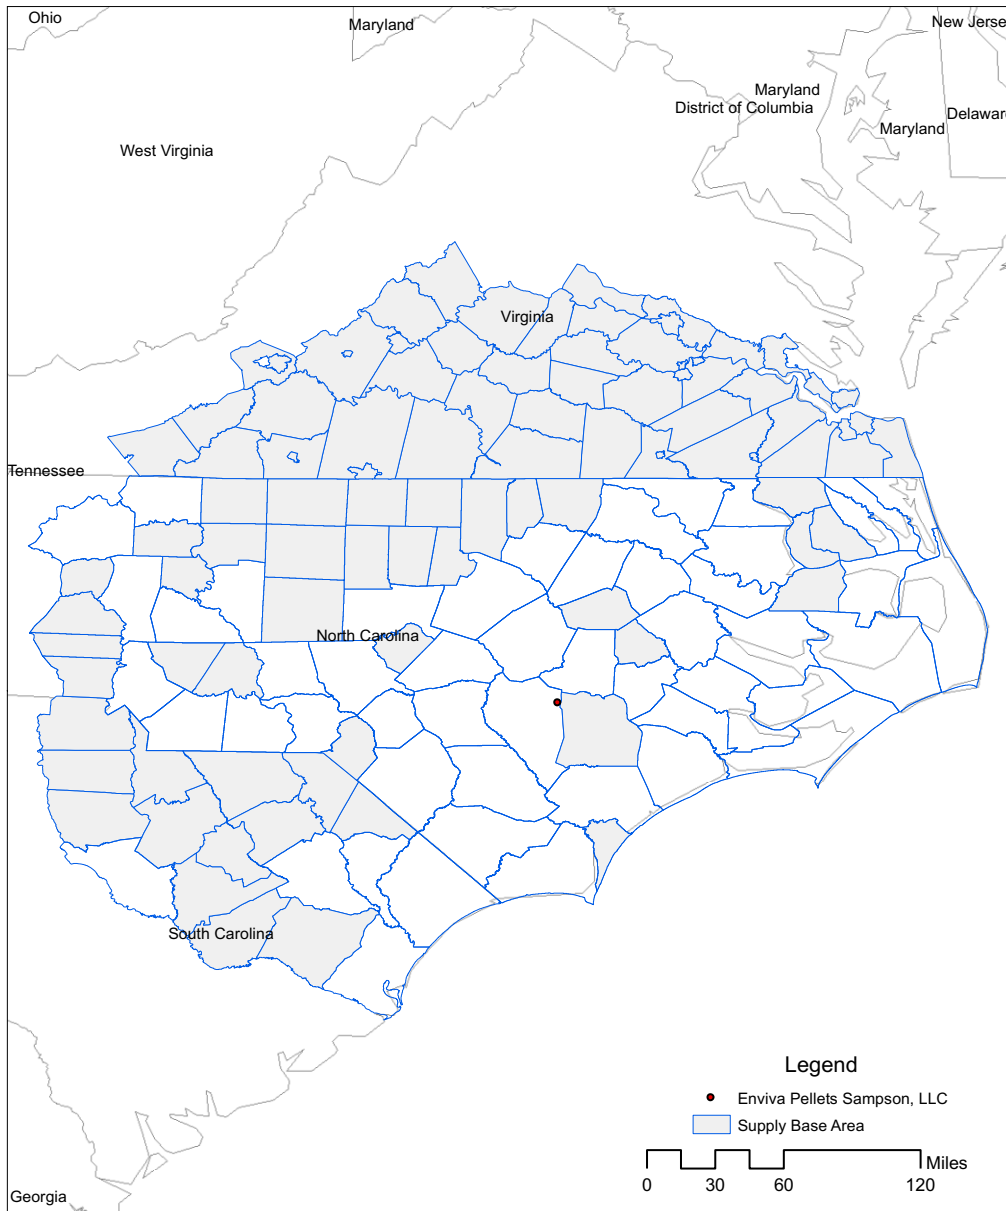 Ohio
Maryland
New Jerse
Maryland
District of Columbia
Delaware
Maryland
West Virginia
Virginia
Tennessee
North Carolina
South Carolina
Legend
Enviva Pellets Sampson, LLC
Supply Base Area
Miles
0 30 60 120
Georgia